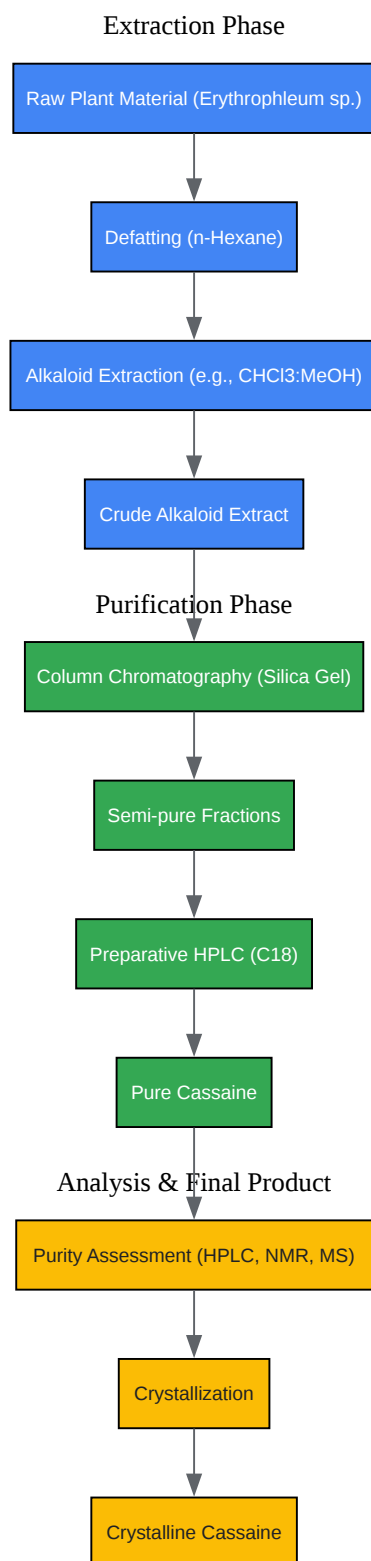 Extraction Phase
Raw Plant Material (Erythrophleum sp.)
Defatting (n-Hexane)
Alkaloid Extraction (e.g., CHCl3:MeOH)
Crude Alkaloid Extract
Purification Phase
Column Chromatography (Silica Gel)
Semi-pure Fractions
Preparative HPLC (C18)
Pure Cassaine
Analysis & Final Product
Purity Assessment (HPLC, NMR, MS)
Crystallization
Crystalline Cassaine